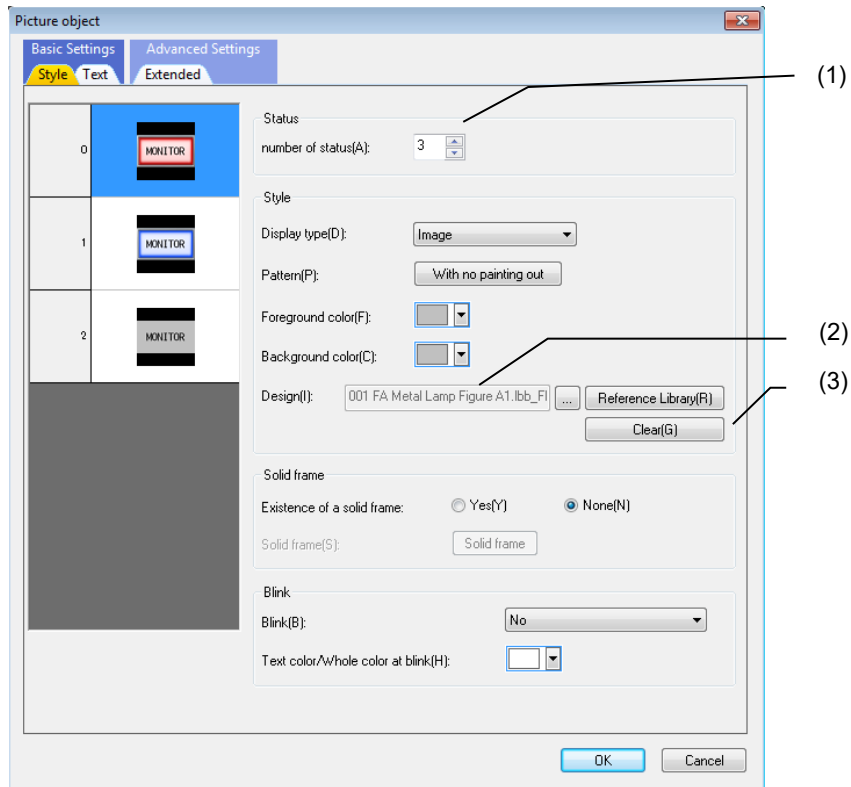 Picture object
Basic Settings Advanced Settings
Style Text Extended
(1)
0 MONITOR
1 MONITOR
2 MONITOR
Status
number of status(A): 3
Style
Display type(D): Image
Pattern(P): With no painting out
Foreground color(F):
Background color(C):
(2)
Design(I): 001 FA Metal Lamp Figure A1.lbb_Fl ... Reference Library(R)
(3)
Clear(G)
Solid frame
Existence of a solid frame: Yes(Y) None(N)
Solid frame(S): Solid frame
Blink
Blink(B): No
Text color/Whole color at blink(H):
OK Cancel